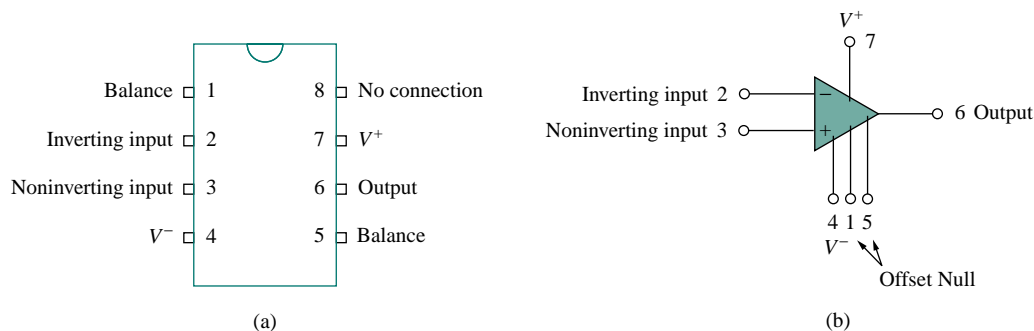 Balance 1 8 No connection
Inverting input 2 7 V⁺
Noninverting input 3 6 Output
V⁻ 4 5 Balance
(a)
V⁺
7
Inverting input 2 −
Noninverting input 3 +
6 Output
4 1 5
V⁻
Offset Null
(b)